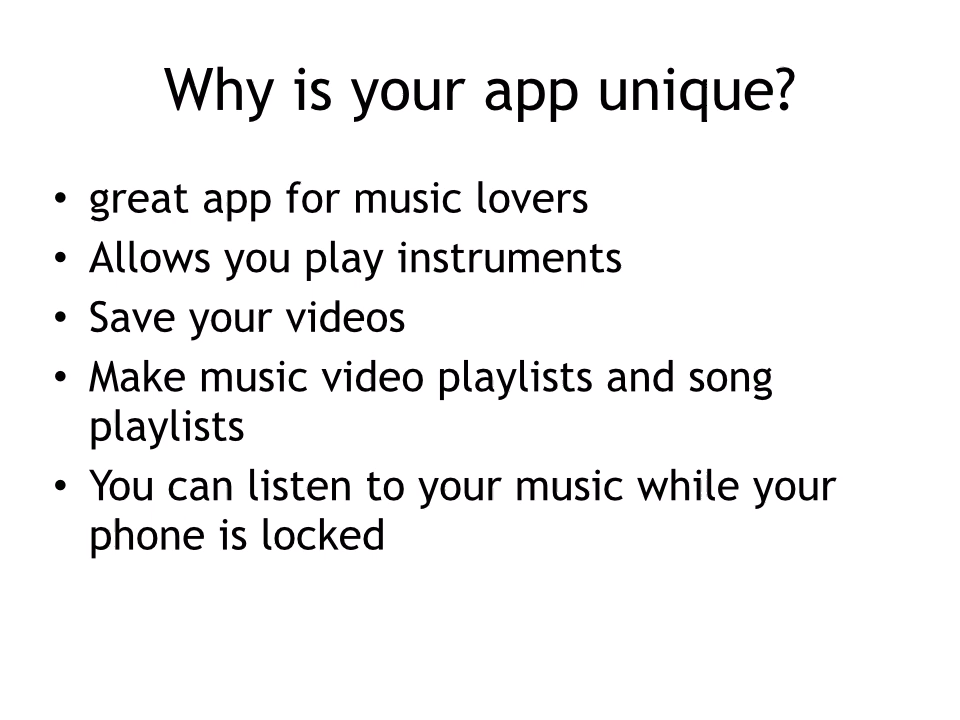 Why is your app unique?
• great app for music lovers
• Allows you play instruments
• Save your videos
• Make music video playlists and song
playlists
• You can listen to your music while your
phone is locked